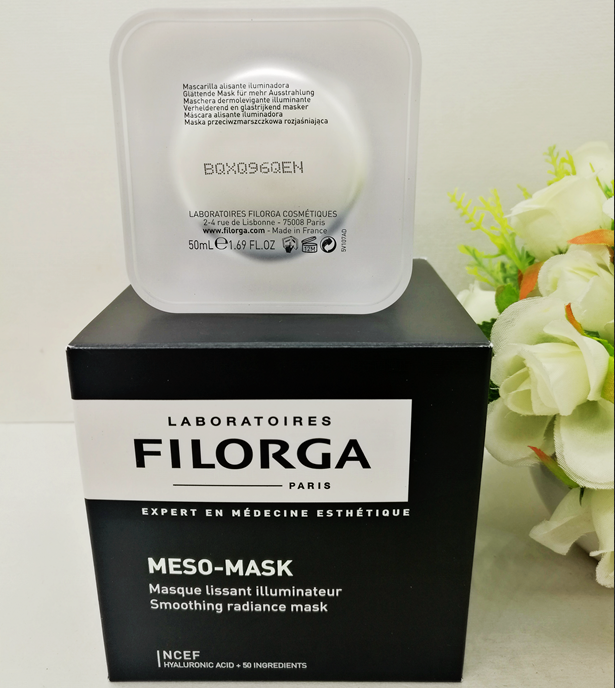 Mascarilla alisante iluminadora
Glättende Mask für mehr Ausstrahlung
Maschera dermolevigante illuminante
Verhelderend en glastrijkend masker
Máscara alisante iluminadora
Maska przeciwzmarszczkowa rozjaśniająca
BQXQ96QEN
LABORATOIRES FILORGA COSMÉTIQUES
2-4 rue de Lisbonne - 75008 Paris
www.filorga.com - Made in France
50mL ℮ 1.69 FL.OZ 12M
5V107AD
LABORATOIRES
FILORGA
PARIS
EXPERT EN MÉDECINE ESTHÉTIQUE
MESO-MASK
Masque lissant illuminateur
Smoothing radiance mask
NCEF
HYALURONIC ACID + 50 INGREDIENTS